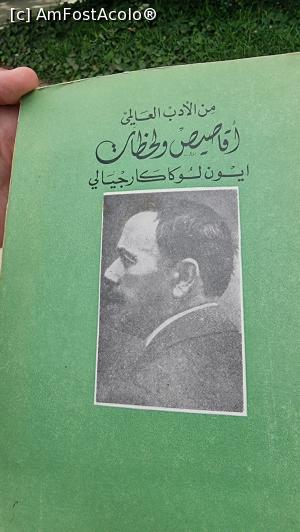 [c] AmFostAcolo®
من الأدب العالمي
أقاصيص ولحظات
ايون لوكا كارجيالي